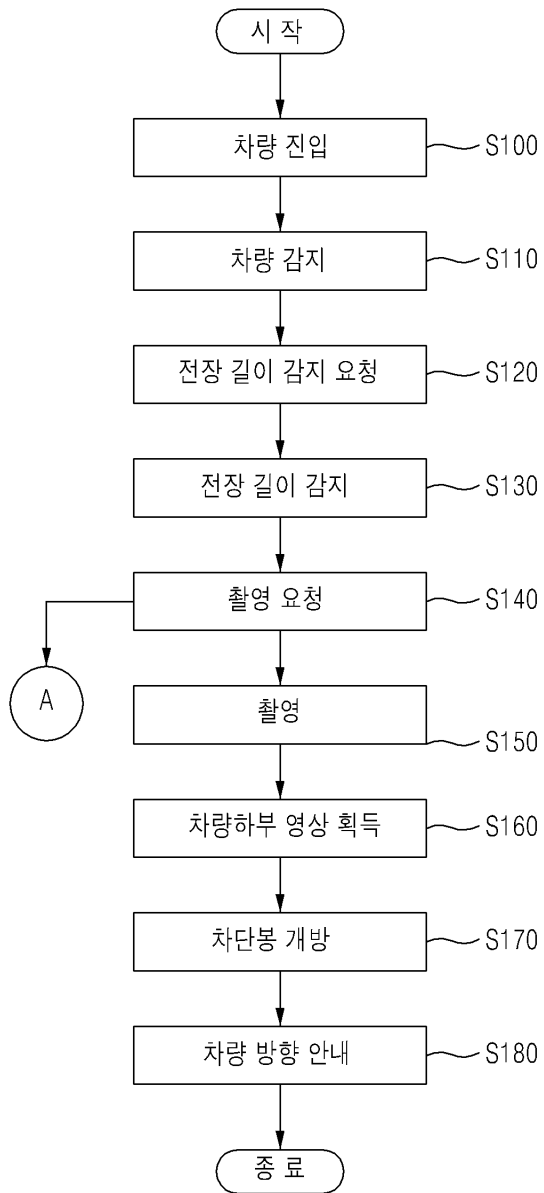 시 작
차량 진입
S100
차량 감지
S110
전장 길이 감지 요청
S120
전장 길이 감지
S130
촬영 요청
S140
A
촬영
S150
차량하부 영상 획득
S160
차단봉 개방
S170
차량 방향 안내
S180
종 료